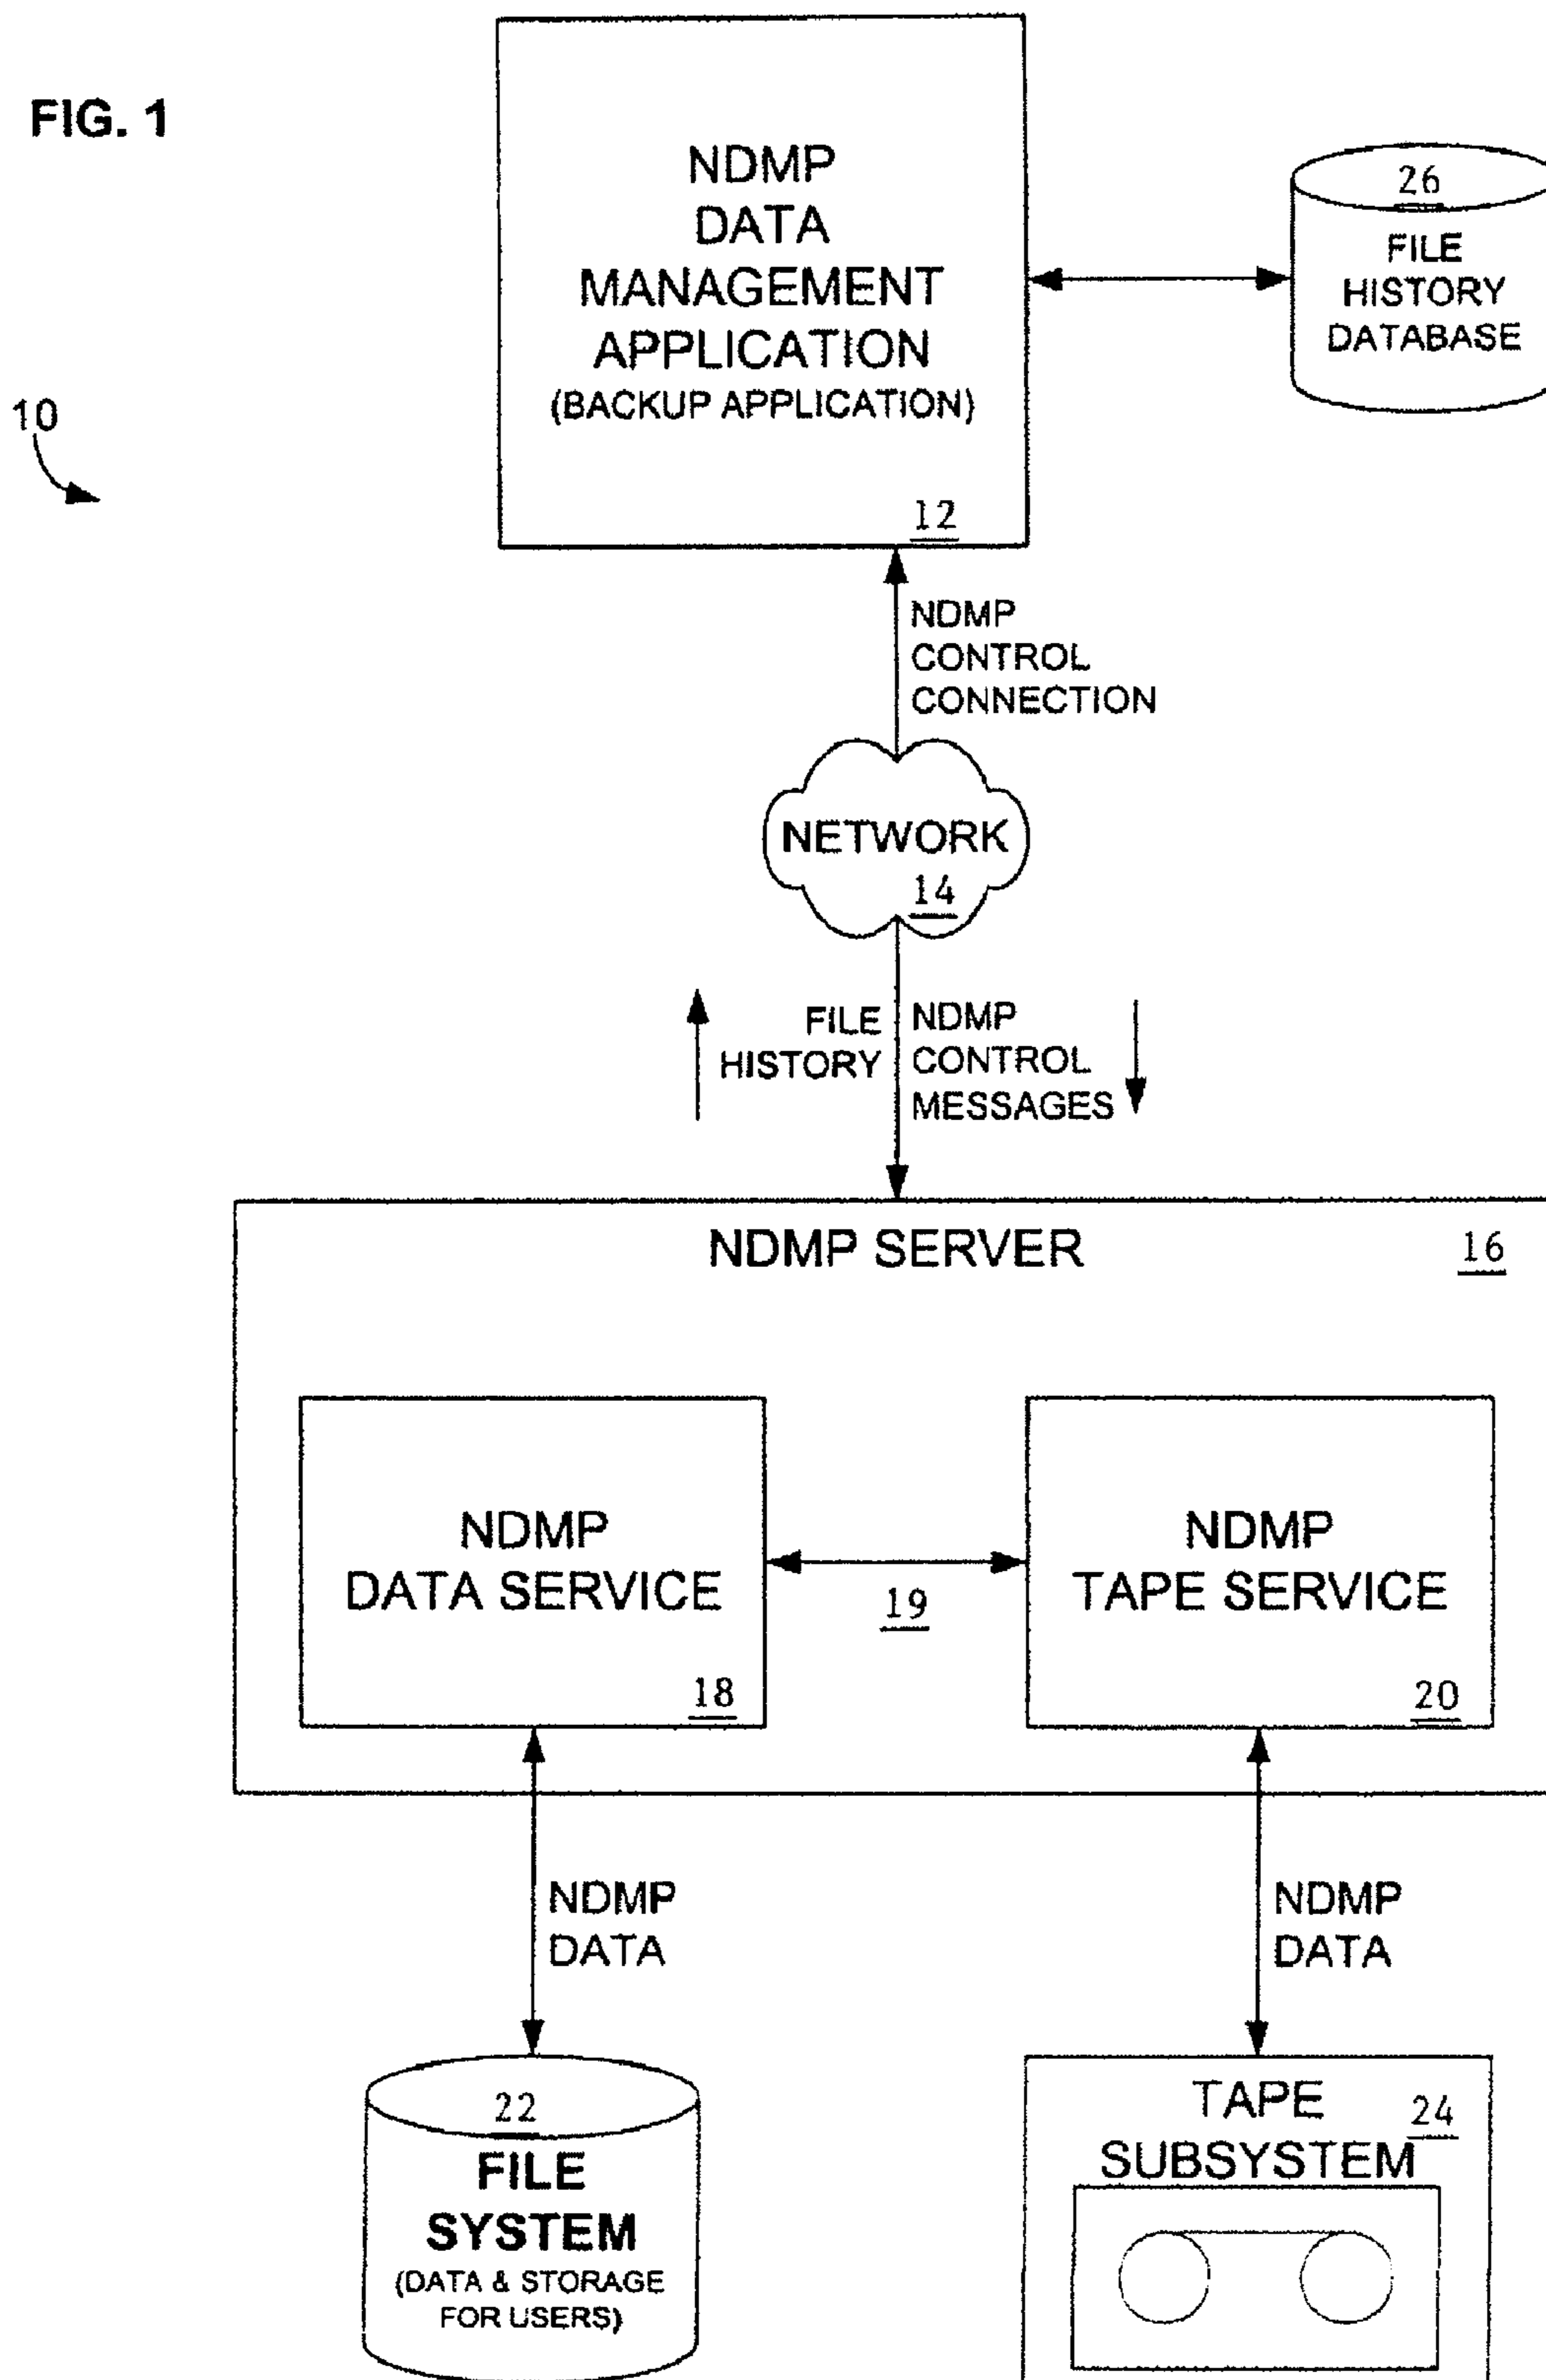 FIG. 1
10
NDMP
DATA
MANAGEMENT
APPLICATION
(BACKUP APPLICATION)
12
26
FILE
HISTORY
DATABASE
NDMP
CONTROL
CONNECTION
NETWORK
14
FILE
HISTORY
NDMP
CONTROL
MESSAGES
NDMP SERVER
16
NDMP
DATA SERVICE
18
19
NDMP
TAPE SERVICE
20
NDMP
DATA
NDMP
DATA
22
FILE
SYSTEM
(DATA & STORAGE
FOR USERS)
TAPE
SUBSYSTEM
24